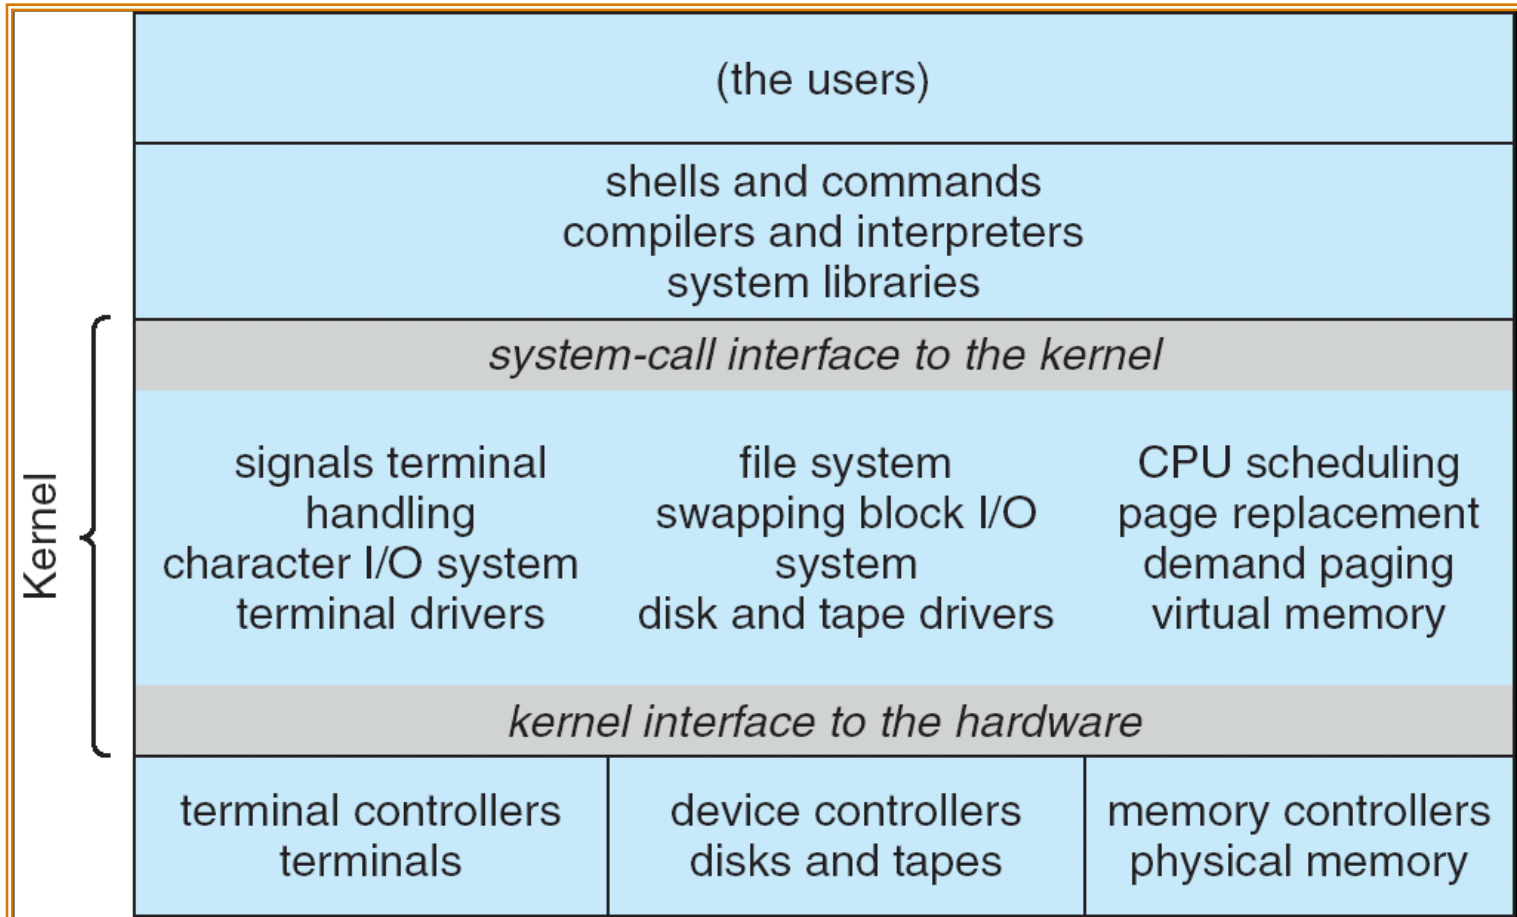 (the users)
shells and commands
compilers and interpreters
system libraries
Kernel
system-call interface to the kernel
signals terminal
handling
character I/O system
terminal drivers
file system
swapping block I/O
system
disk and tape drivers
CPU scheduling
page replacement
demand paging
virtual memory
kernel interface to the hardware
terminal controllers
terminals
device controllers
disks and tapes
memory controllers
physical memory